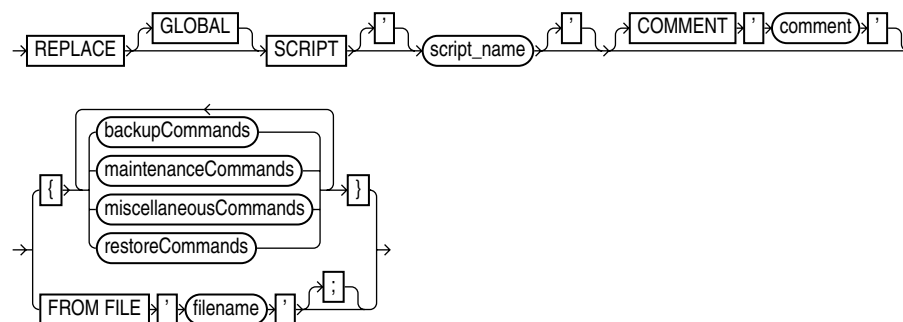 REPLACE GLOBAL SCRIPT ' script_name ' COMMENT ' comment '
{ backupCommands
maintenanceCommands
miscellaneousCommands
restoreCommands }
FROM FILE ' filename ' ;